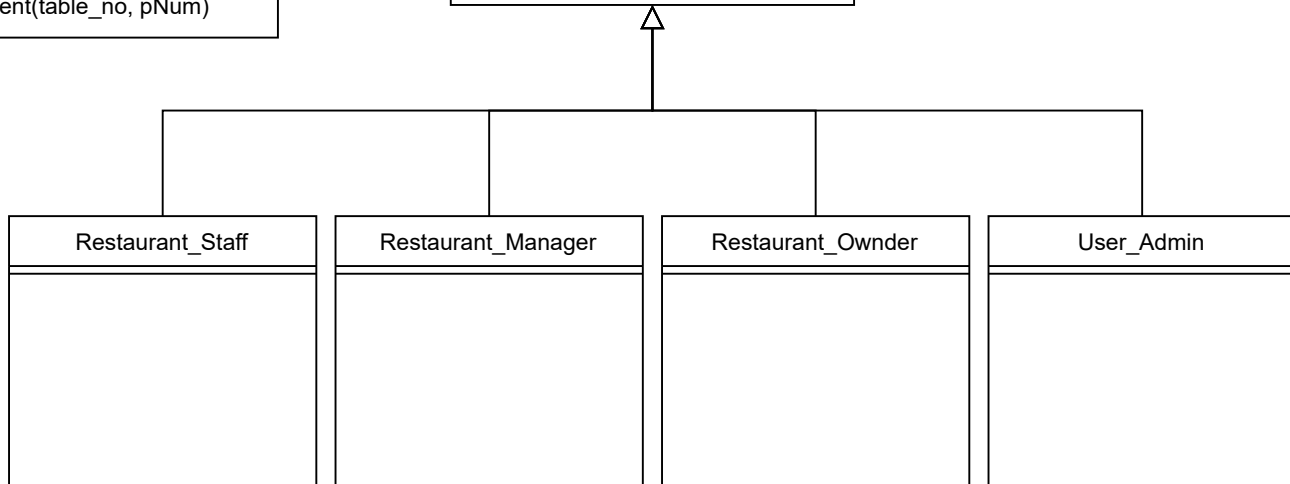 ent(table_no, pNum)
Restaurant_Staff
Restaurant_Manager
Restaurant_Ownder
User_Admin